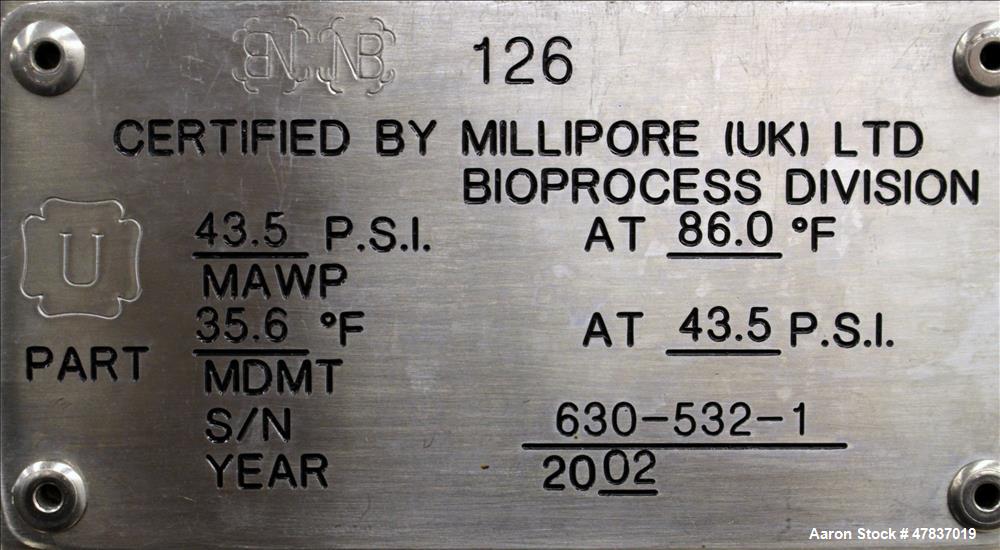 NB NB 126
CERTIFIED BY MILLIPORE (UK) LTD
BIOPROCESS DIVISION
U
43.5 P.S.I. AT 86.0 °F
MAWP
35.6 °F AT 43.5 P.S.I.
PART
MDMT
S/N 630-532-1
YEAR 2002
Aaron Stock # 47837019